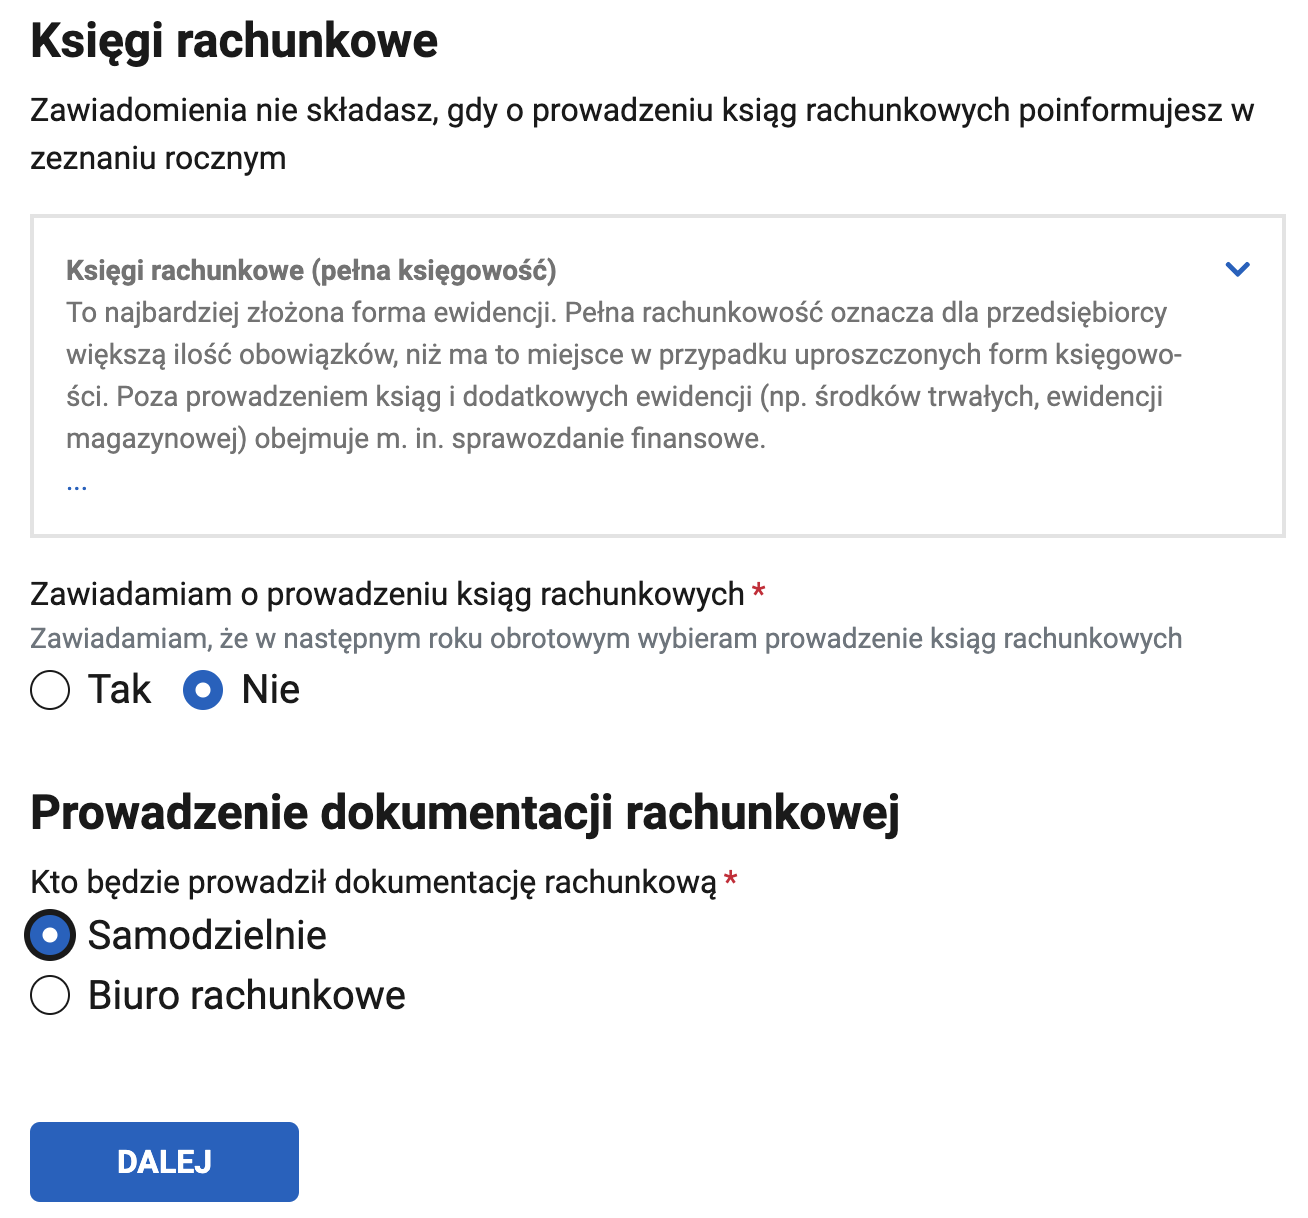 Księgi rachunkowe
Zawiadomienia nie składasz, gdy o prowadzeniu ksiąg rachunkowych poinformujesz w
zeznaniu rocznym
Księgi rachunkowe (pełna księgowość)
To najbardziej złożona forma ewidencji. Pełna rachunkowość oznacza dla przedsiębiorcy
większą ilość obowiązków, niż ma to miejsce w przypadku uproszczonych form księgowo-
ści. Poza prowadzeniem ksiąg i dodatkowych ewidencji (np. środków trwałych, ewidencji
magazynowej) obejmuje m. in. sprawozdanie finansowe.
...
Zawiadamiam o prowadzeniu ksiąg rachunkowych *
Zawiadamiam, że w następnym roku obrotowym wybieram prowadzenie ksiąg rachunkowych
Tak Nie
Prowadzenie dokumentacji rachunkowej
Kto będzie prowadził dokumentację rachunkową *
Samodzielnie
Biuro rachunkowe
DALEJ